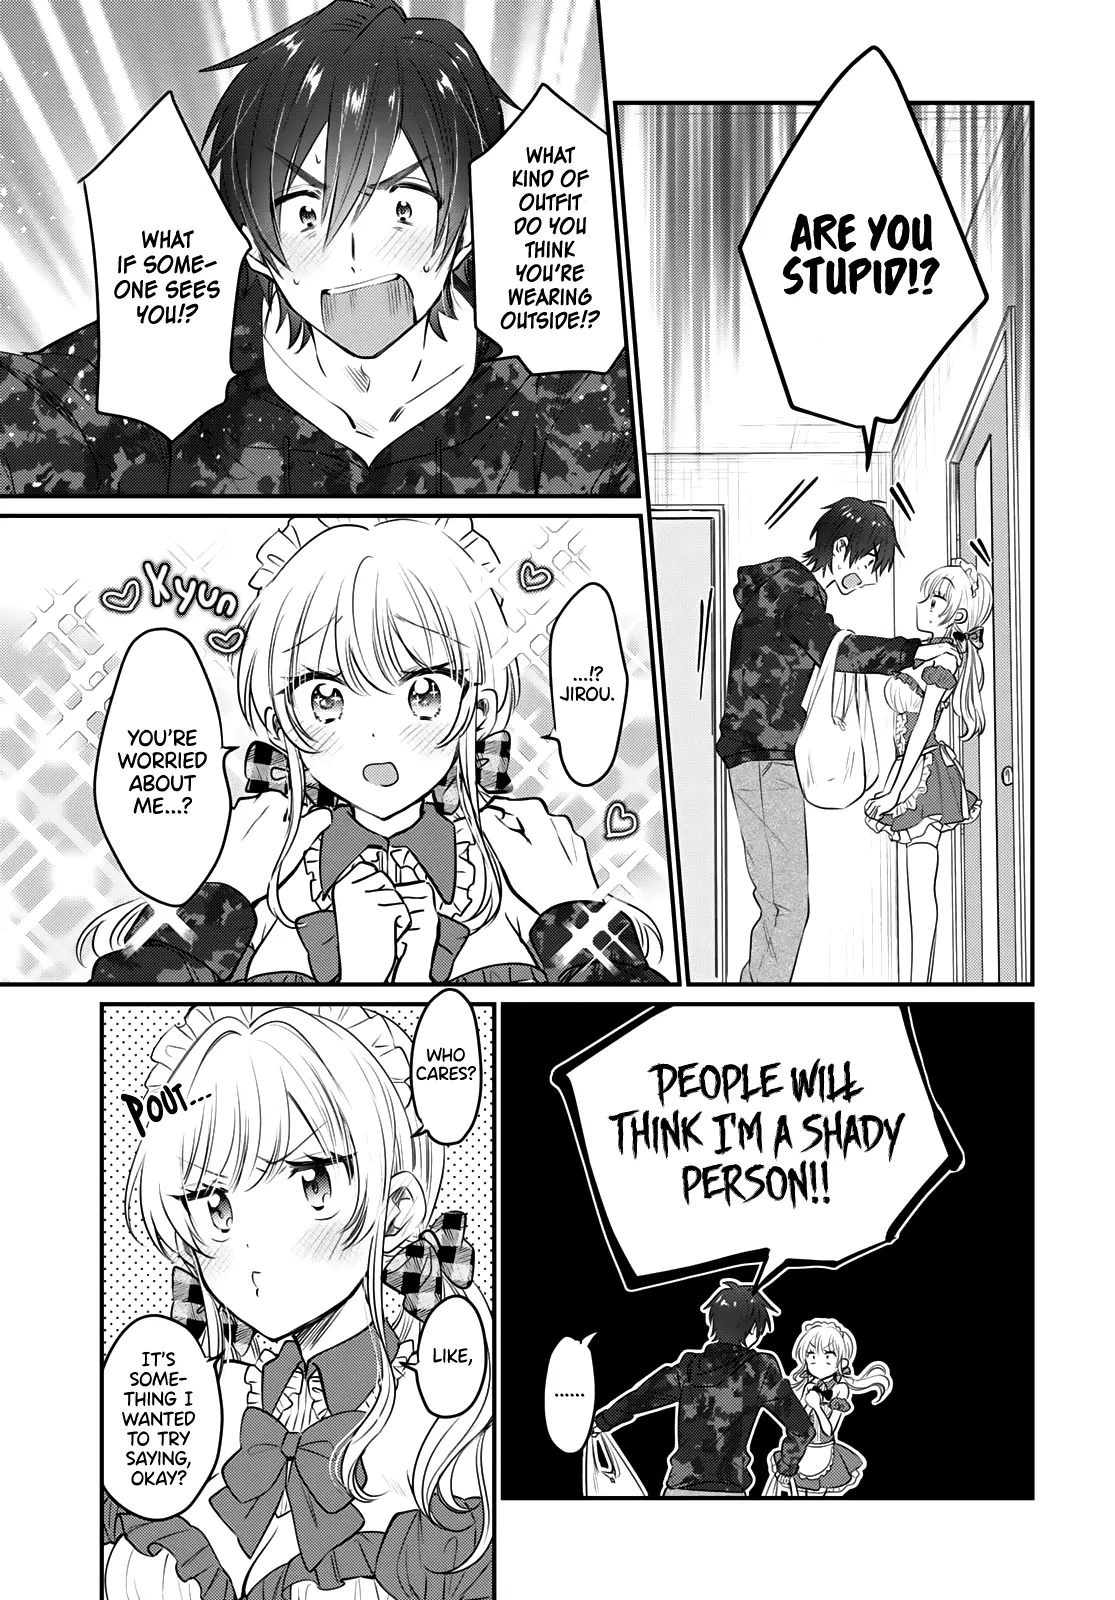 ARE YOU
STUPID!?
WHAT
KIND OF
OUTFIT
DO YOU
THINK
YOU'RE
WEARING
OUTSIDE!?
WHAT
IF SOME-
ONE SEES
YOU!?
...!?
JIROU.
Kyun
YOU'RE
WORRIED
ABOUT
ME...?
PEOPLE WILL
THINK I'M A SHADY
PERSON!!
......
WHO
CARES?
POUT...
LIKE,
IT'S
SOME-
THING I
WANTED
TO TRY
SAYING,
OKAY?